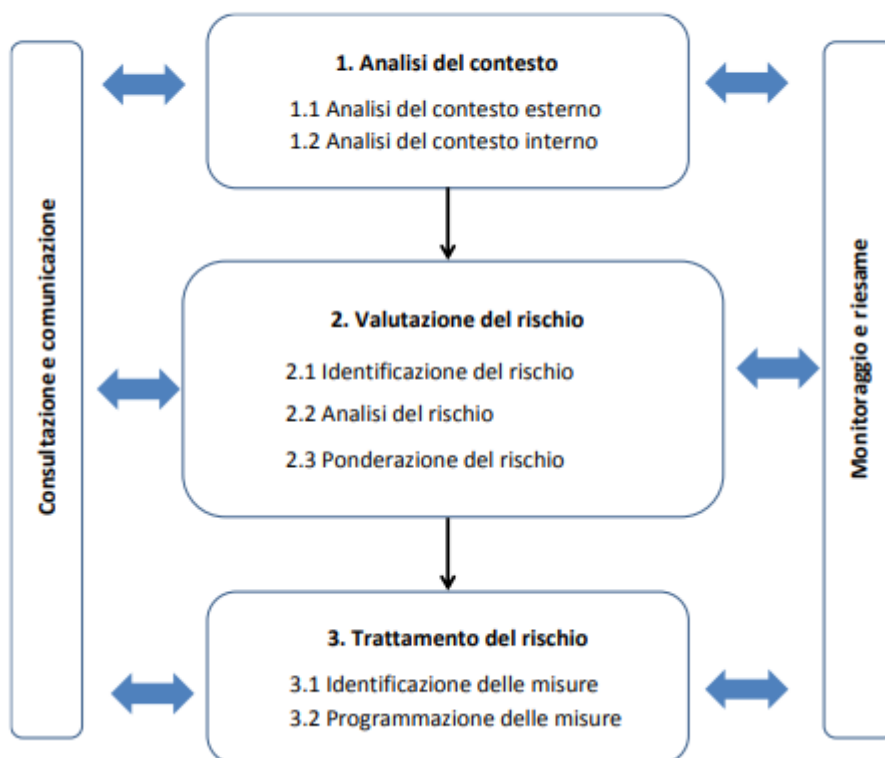 Consultazione e comunicazione
1. Analisi del contesto
1.1 Analisi del contesto esterno
1.2 Analisi del contesto interno
2. Valutazione del rischio
2.1 Identificazione del rischio
2.2 Analisi del rischio
2.3 Ponderazione del rischio
3. Trattamento del rischio
3.1 Identificazione delle misure
3.2 Programmazione delle misure
Monitoraggio e riesame